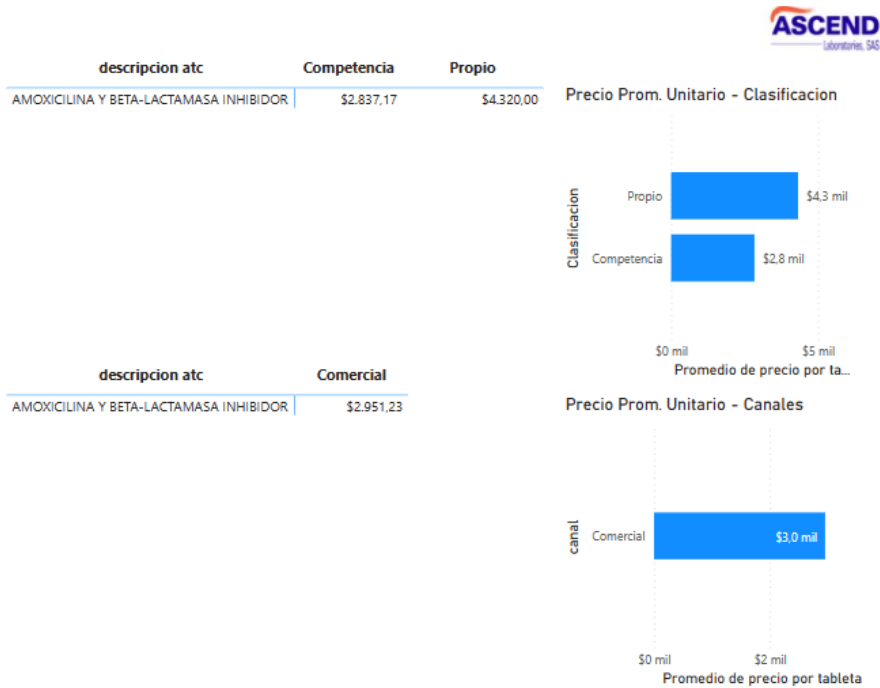 ASCEND
Laboratories, SAS
descripcion atc Competencia Propio
AMOXICILINA Y BETA-LACTAMASA INHIBIDOR $2.837,17 $4.320,00
Precio Prom. Unitario - Clasificacion
Clasificacion
Propio $4,3 mil
Competencia $2,8 mil
$0 mil $5 mil
Promedio de precio por ta...
descripcion atc Comercial
AMOXICILINA Y BETA-LACTAMASA INHIBIDOR $2.951,23
Precio Prom. Unitario - Canales
canal
Comercial $3,0 mil
$0 mil $2 mil
Promedio de precio por tableta